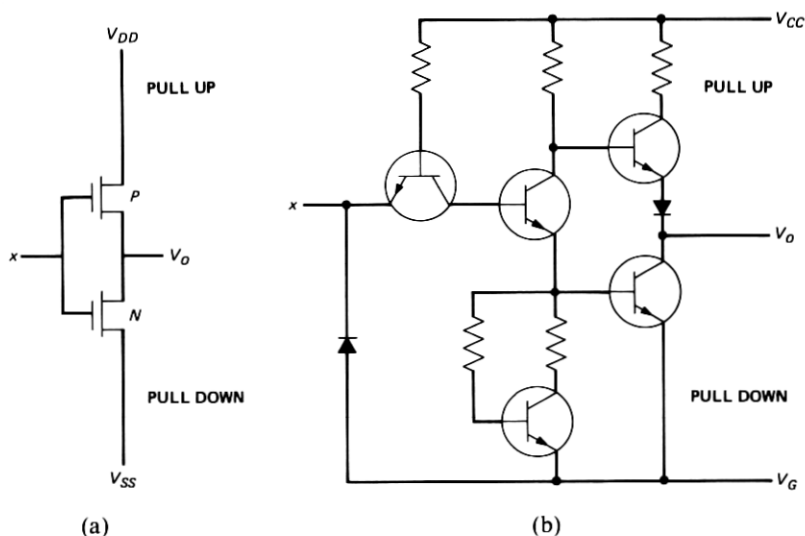 V_DD
PULL UP
P
x
V_O
N
PULL DOWN
V_SS
(a)
V_CC
PULL UP
x
V_O
PULL DOWN
V_G
(b)